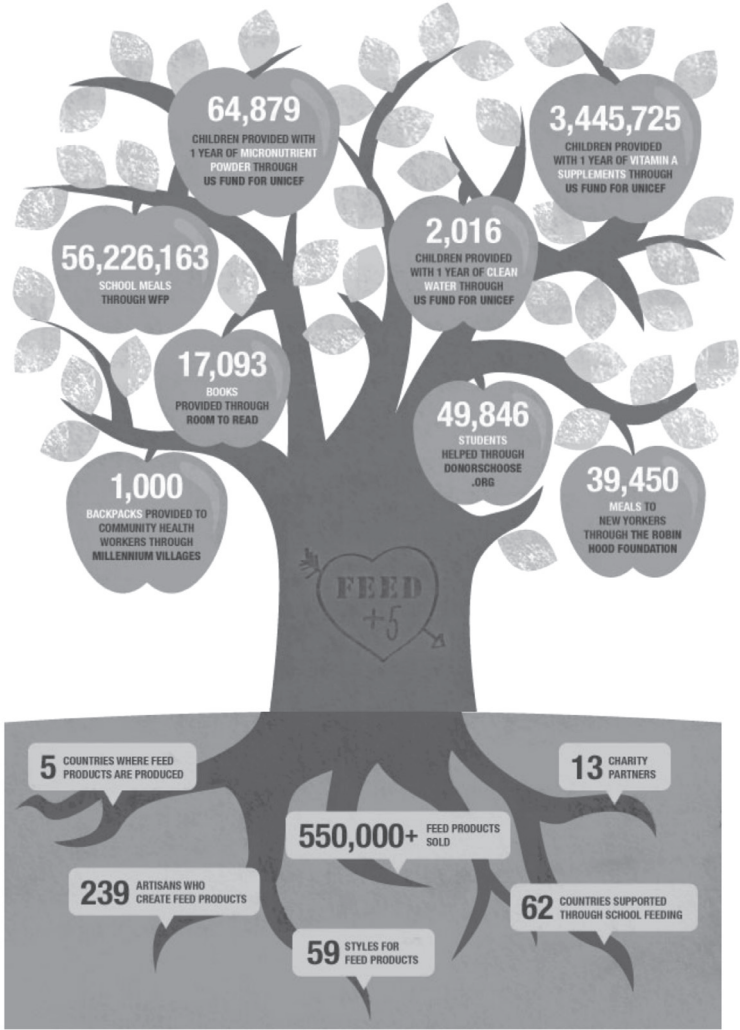 64,879
CHILDREN PROVIDED WITH
1 YEAR OF MICRONUTRIENT
POWDER THROUGH
US FUND FOR UNICEF
3,445,725
CHILDREN PROVIDED
WITH 1 YEAR OF VITAMIN A
SUPPLEMENTS THROUGH
US FUND FOR UNICEF
56,226,163
SCHOOL MEALS
THROUGH WFP
2,016
CHILDREN PROVIDED
WITH 1 YEAR OF CLEAN
WATER THROUGH
US FUND FOR UNICEF
17,093
BOOKS
PROVIDED THROUGH
ROOM TO READ
49,846
STUDENTS
HELPED THROUGH
DONORSCHOOSE
.ORG
1,000
BACKPACKS PROVIDED TO
COMMUNITY HEALTH
WORKERS THROUGH
MILLENNIUM VILLAGES
39,450
MEALS TO
NEW YORKERS
THROUGH THE ROBIN
HOOD FOUNDATION
FEED
+5
5 COUNTRIES WHERE FEED
PRODUCTS ARE PRODUCED
13 CHARITY
PARTNERS
550,000+ FEED PRODUCTS
SOLD
239 ARTISANS WHO
CREATE FEED PRODUCTS
62 COUNTRIES SUPPORTED
THROUGH SCHOOL FEEDING
59 STYLES FOR
FEED PRODUCTS